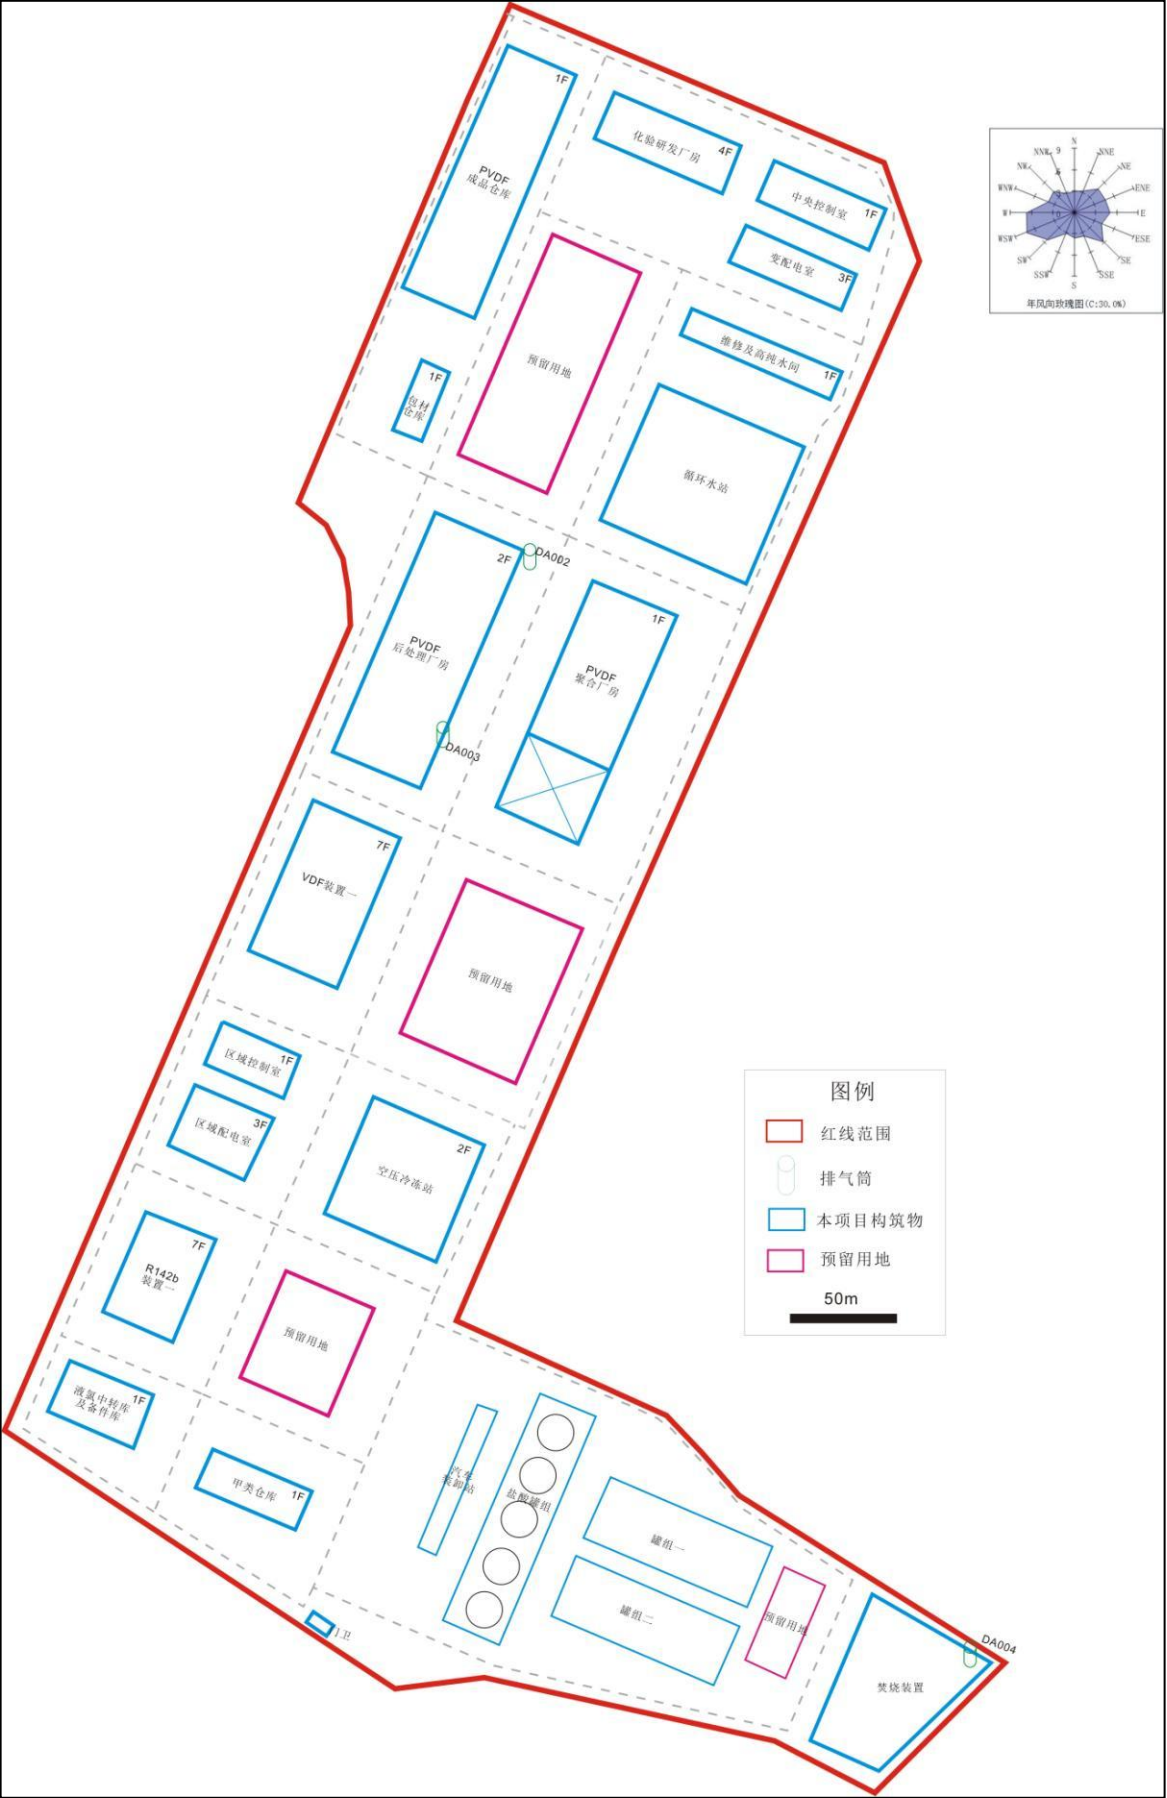 1F
PVDF
成品仓库
化验研发厂房
4F
中央控制室
1F
变配电室
3F
N
NNE
NE
ENE
E
ESE
SE
SSE
S
SSW
SW
WSW
W
WNW
NW
NNW
9
0
年风向玫瑰图(C:30.0%)
预留用地
维修及高纯水间
1F
1F
包材
仓库
循环水站
2F
DA002
PVDF
后处理厂房
DA003
1F
PVDF
聚合厂房
7F
VDF装置一
预留用地
区域控制室
1F
区域配电室
3F
2F
空压冷冻站
7F
R142b
装置一
预留用地
液氯中转库
及备件库
1F
甲类仓库
1F
汽车
装卸站
盐酸罐组
罐组一
罐组二
预留用地
门卫
DA004
焚烧装置
图例
红线范围
排气筒
本项目构筑物
预留用地
50m